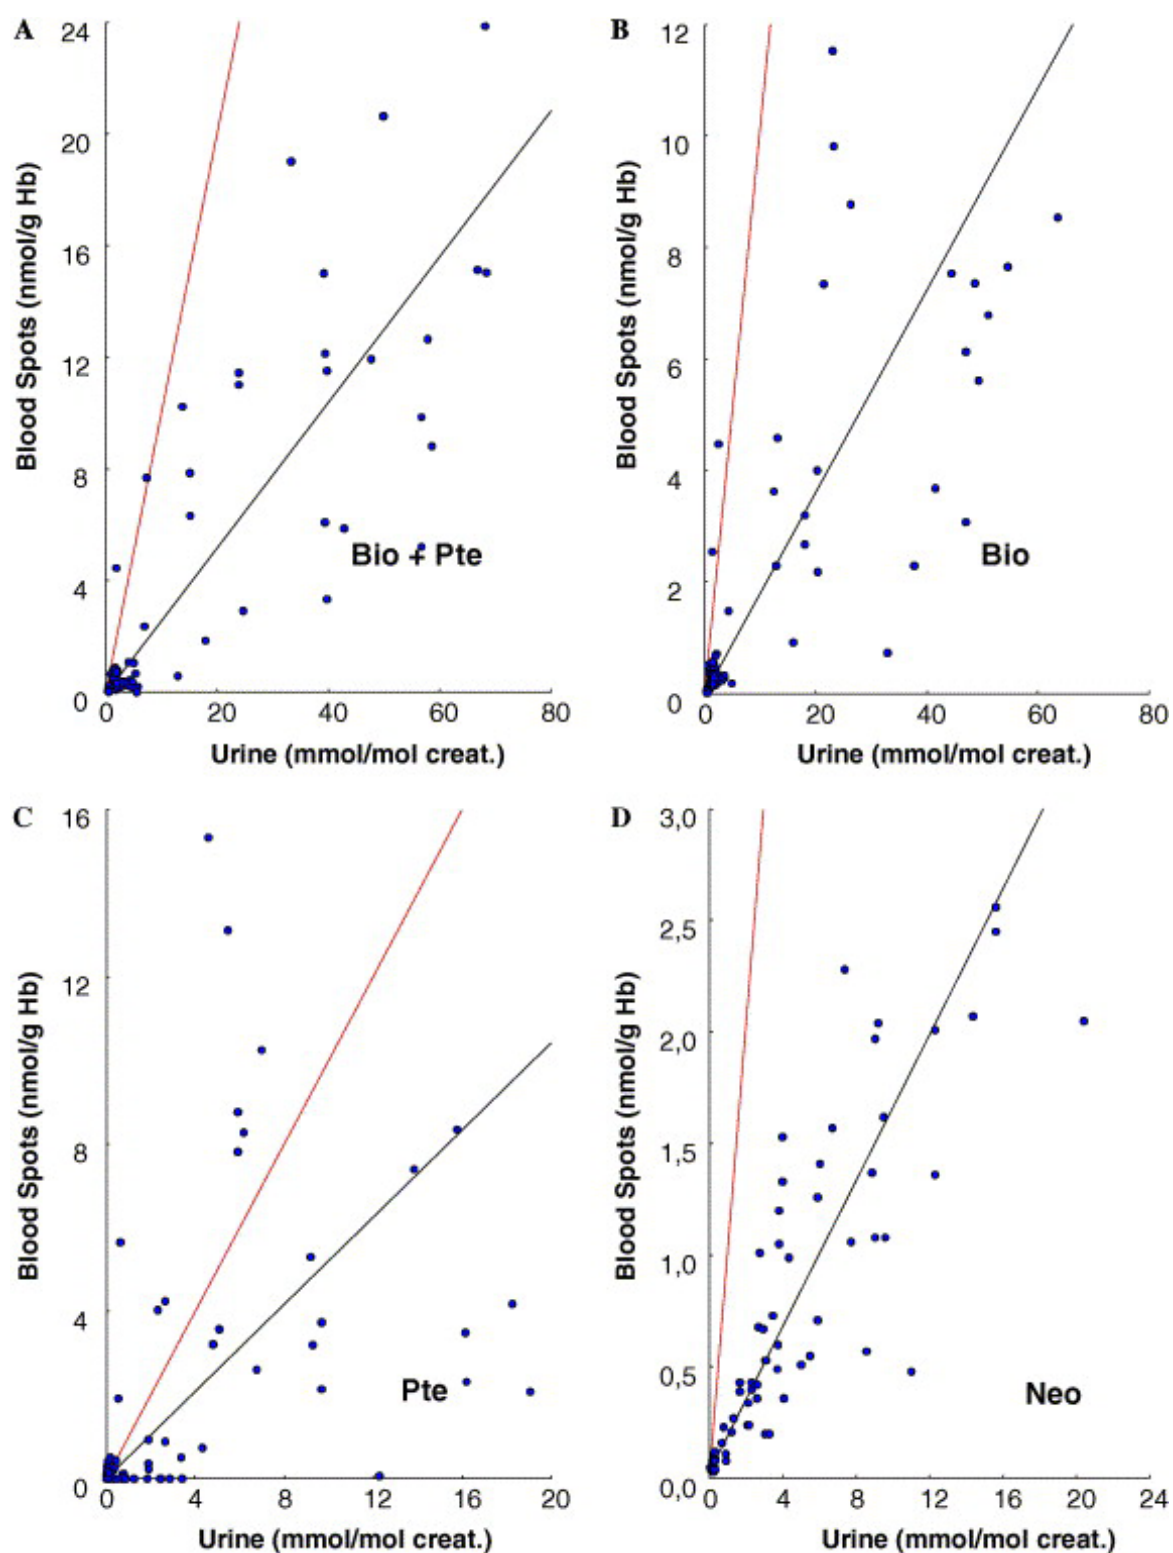 A
24
20
16
12
8
4
0
Blood Spots (nmol/g Hb)
Bio + Pte
0 20 40 60 80
Urine (mmol/mol creat.)
B
12
10
8
6
4
2
0
Blood Spots (nmol/g Hb)
Bio
0 20 40 60 80
Urine (mmol/mol creat.)
C
16
12
8
4
0
Blood Spots (nmol/g Hb)
Pte
0 4 8 12 16 20
Urine (mmol/mol creat.)
D
3,0
2,5
2,0
1,5
1,0
0,5
0,0
Blood Spots (nmol/g Hb)
Neo
0 4 8 12 16 20 24
Urine (mmol/mol creat.)